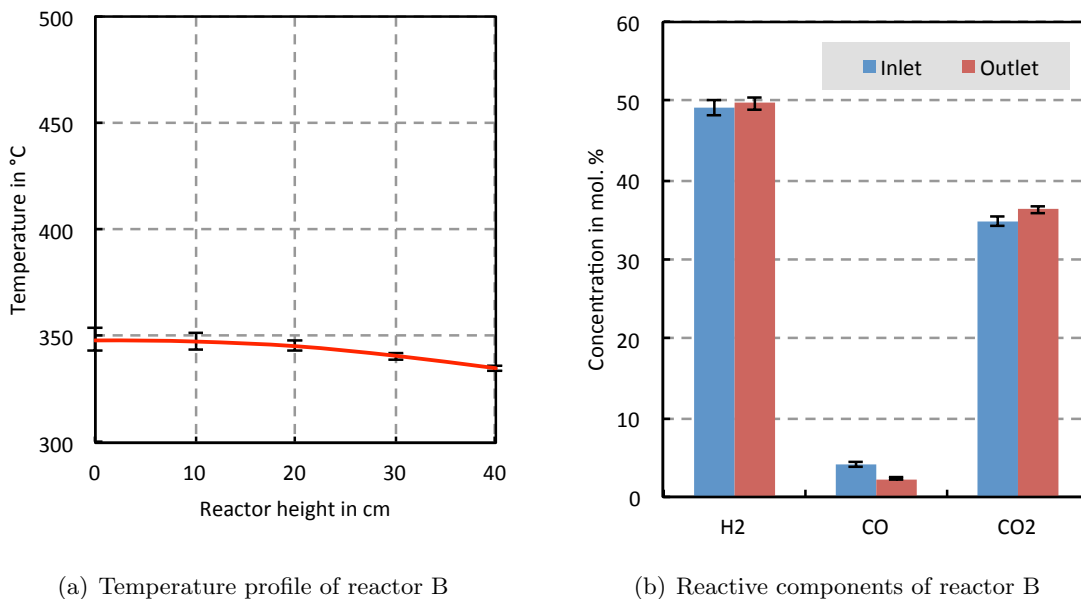 500
450
400
350
300
Temperature in °C
0 10 20 30 40
Reactor height in cm
(a) Temperature profile of reactor B
60
50
40
30
20
10
0
Concentration in mol. %
Inlet Outlet
H2 CO CO2
(b) Reactive components of reactor B